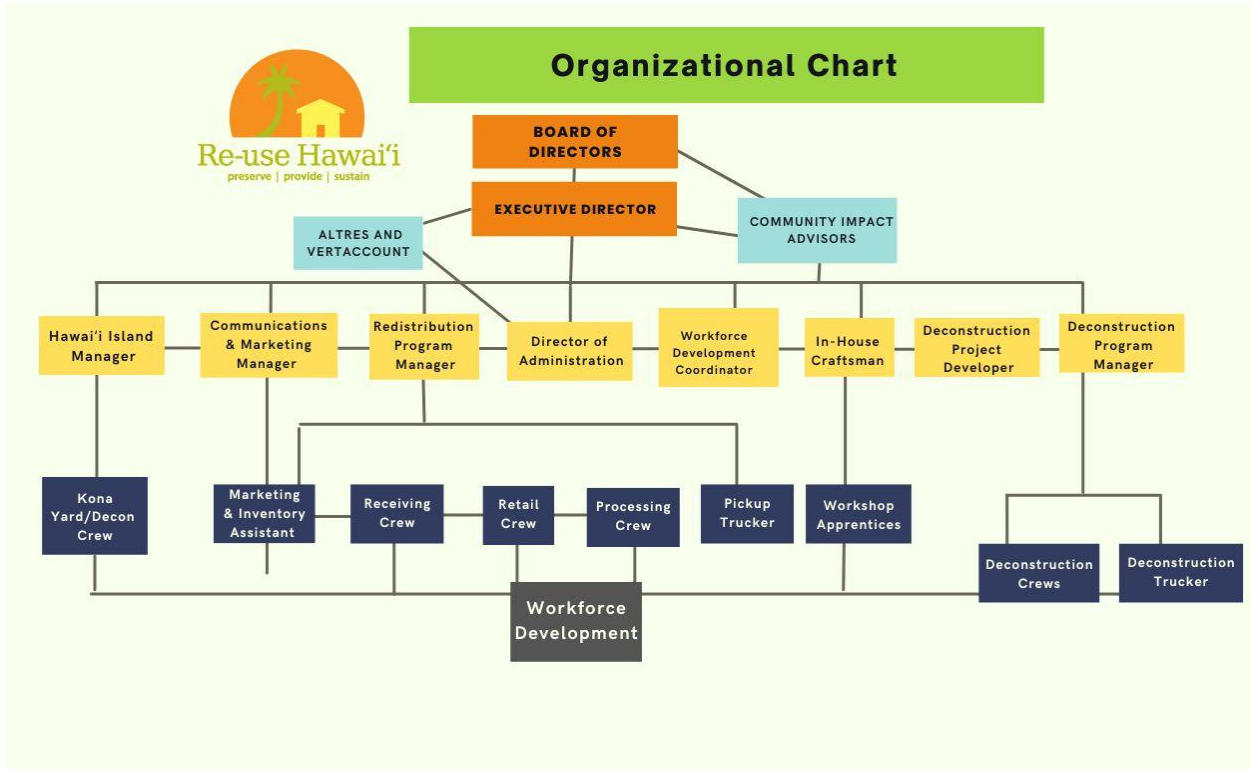 Organizational Chart
Re-use Hawaiʻi
preserve | provide | sustain
BOARD OF
DIRECTORS
EXECUTIVE DIRECTOR
ALTRES AND
VERTACCOUNT
COMMUNITY IMPACT
ADVISORS
Hawaiʻi Island
Manager
Communications
& Marketing
Manager
Redistribution
Program
Manager
Director of
Administration
Workforce
Development
Coordinator
In-House
Craftsman
Deconstruction
Project
Developer
Deconstruction
Program
Manager
Kona
Yard/Decon
Crew
Marketing
& Inventory
Assistant
Receiving
Crew
Retail
Crew
Processing
Crew
Pickup
Trucker
Workshop
Apprentices
Deconstruction
Crews
Deconstruction
Trucker
Workforce
Development